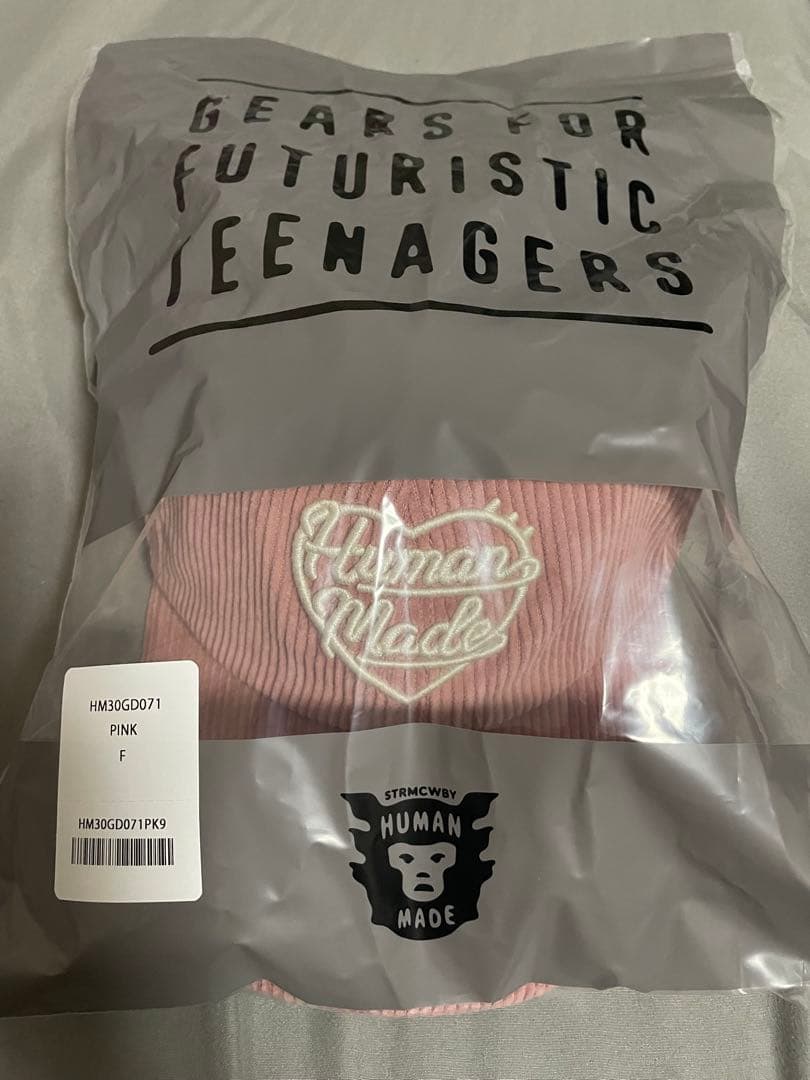 GEARS FOR
FUTURISTIC
TEENAGERS
Human
Made
HM30GD071
PINK
F
HM30GD071PK9
STRMCWBY
HUMAN
MADE